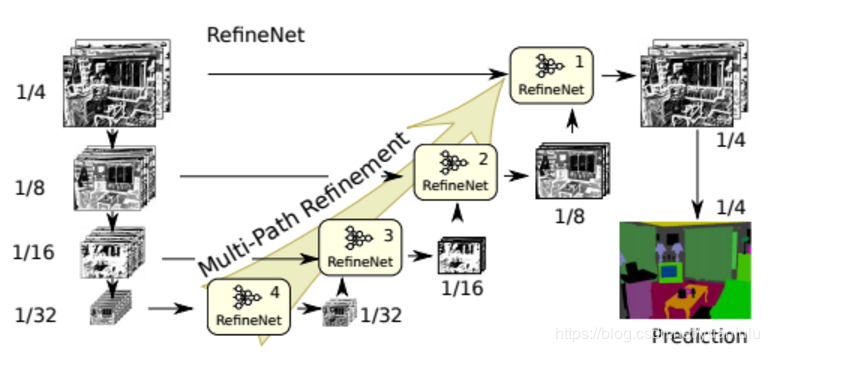 RefineNet
1/4
1/8
1/16
1/32
Multi-Path Refinement
4
RefineNet
1/32
3
RefineNet
1/16
2
RefineNet
1/8
1
RefineNet
1/4
1/4
Prediction